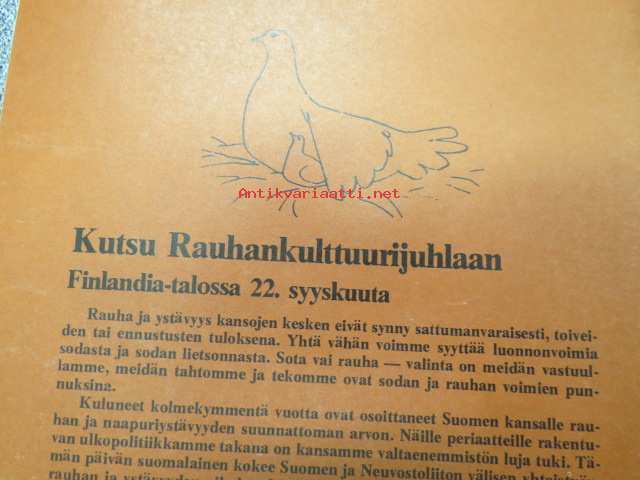 Antikvariaatti.net
Kutsu Rauhankulttuurijuhlaan
Finlandia-talossa 22. syyskuuta
Rauha ja ystävyys kansojen kesken eivät synny sattumanvaraisesti, toivei-
den tai ennustusten tuloksena. Yhtä vähän voimme syyttää luonnonvoimia
sodasta ja sodan lietsonnasta. Sota vai rauha — valinta on meidän vastuul-
lamme, meidän tahtomme ja tekomme ovat sodan ja rauhan voimien pun-
nuksina.
Kuluneet kolmekymmentä vuotta ovat osoittaneet Suomen kansalle rau-
han ja naapuriystävyyden suunnattoman arvon. Näille periaatteille rakentu-
van ulkopolitiikkamme takana on kansamme valtaenemmistön luja tuki. Tä-
män päivän suomalainen kokee Suomen ja Neuvostoliiton välisen
rauhan ja